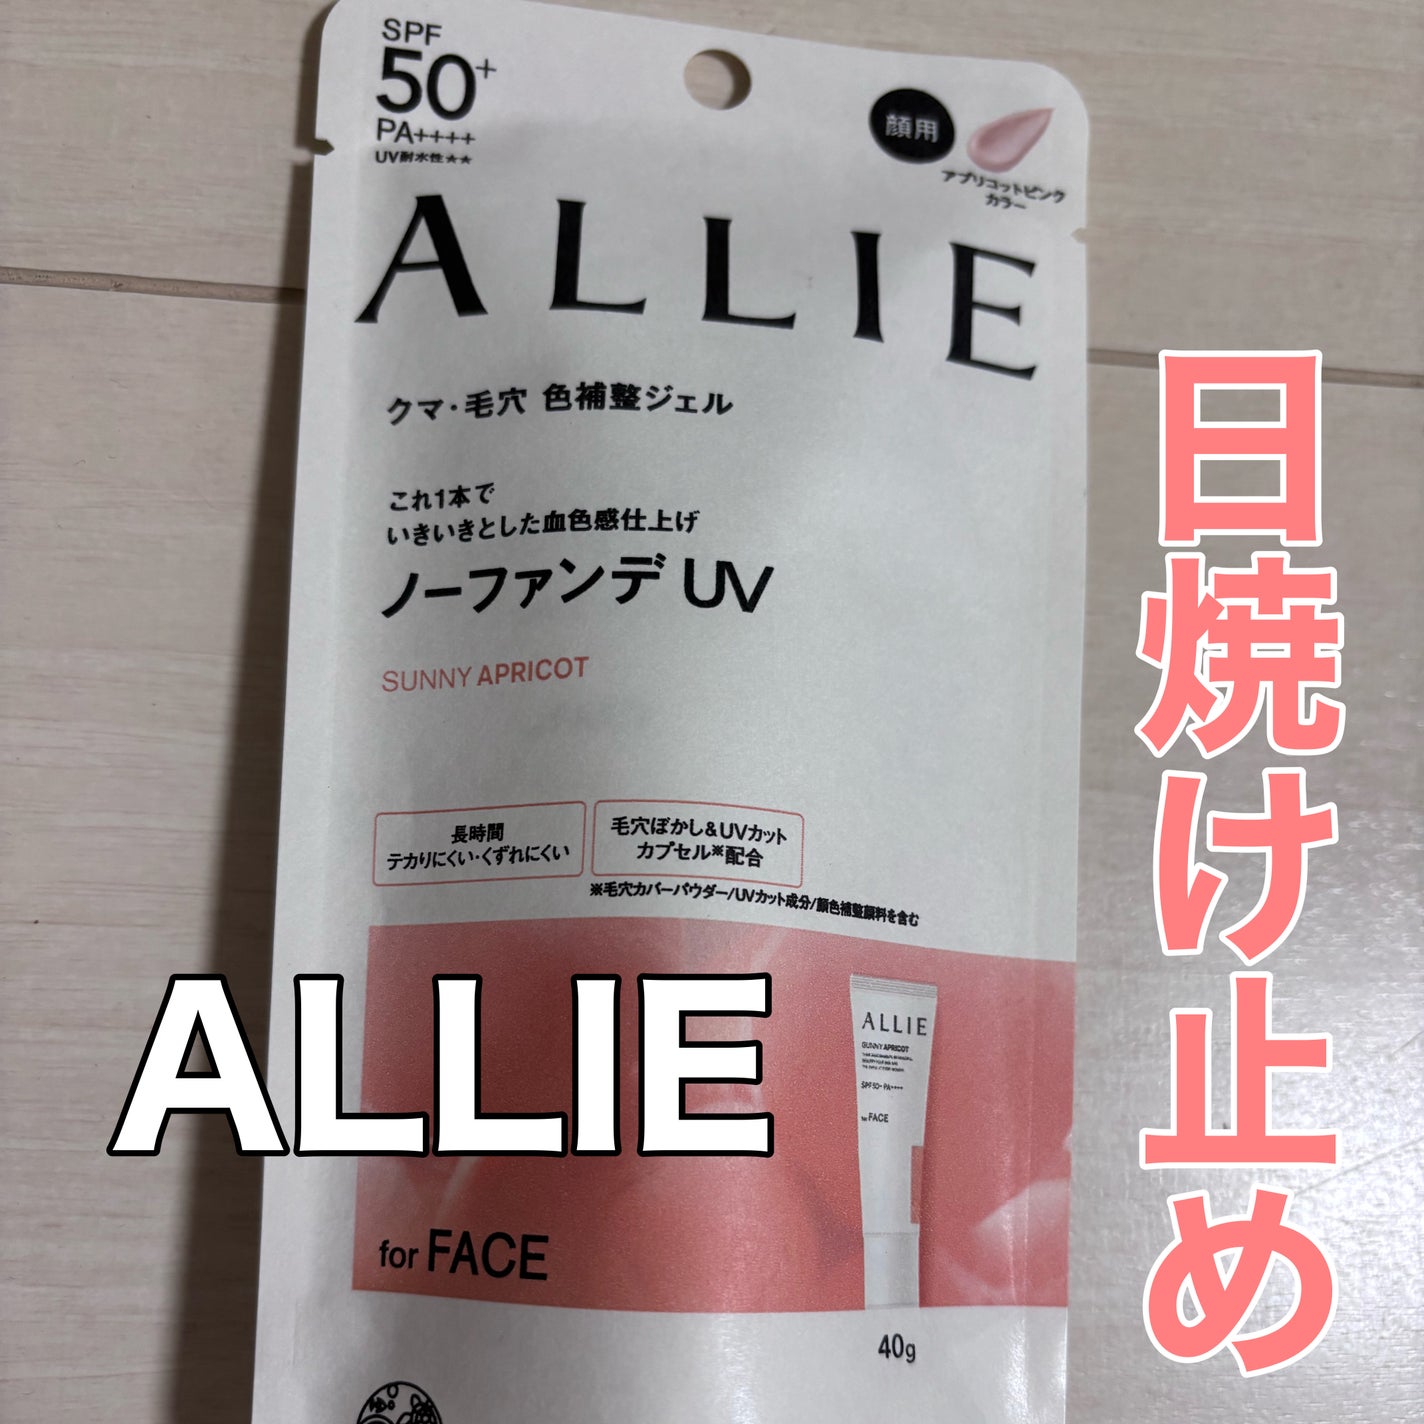 SPF
50+
PA++++
UV耐水性★★
顔用
アプリコットピンク
カラー
ALLIE
クマ・毛穴 色補整ジェル
これ1本で
いきいきとした血色感仕上げ
ノーファンデ UV
SUNNY APRICOT
長時間
テカりにくい・くずれにくい
毛穴ぼかし&UVカット
カプセル※配合
※毛穴カバーパウダー/UVカット成分/顔色補整顔料を含む
ALLIE
SUNNY APRICOT
SPF50+ PA++++
for FACE
for FACE
40g
ALLIE
日焼け止め